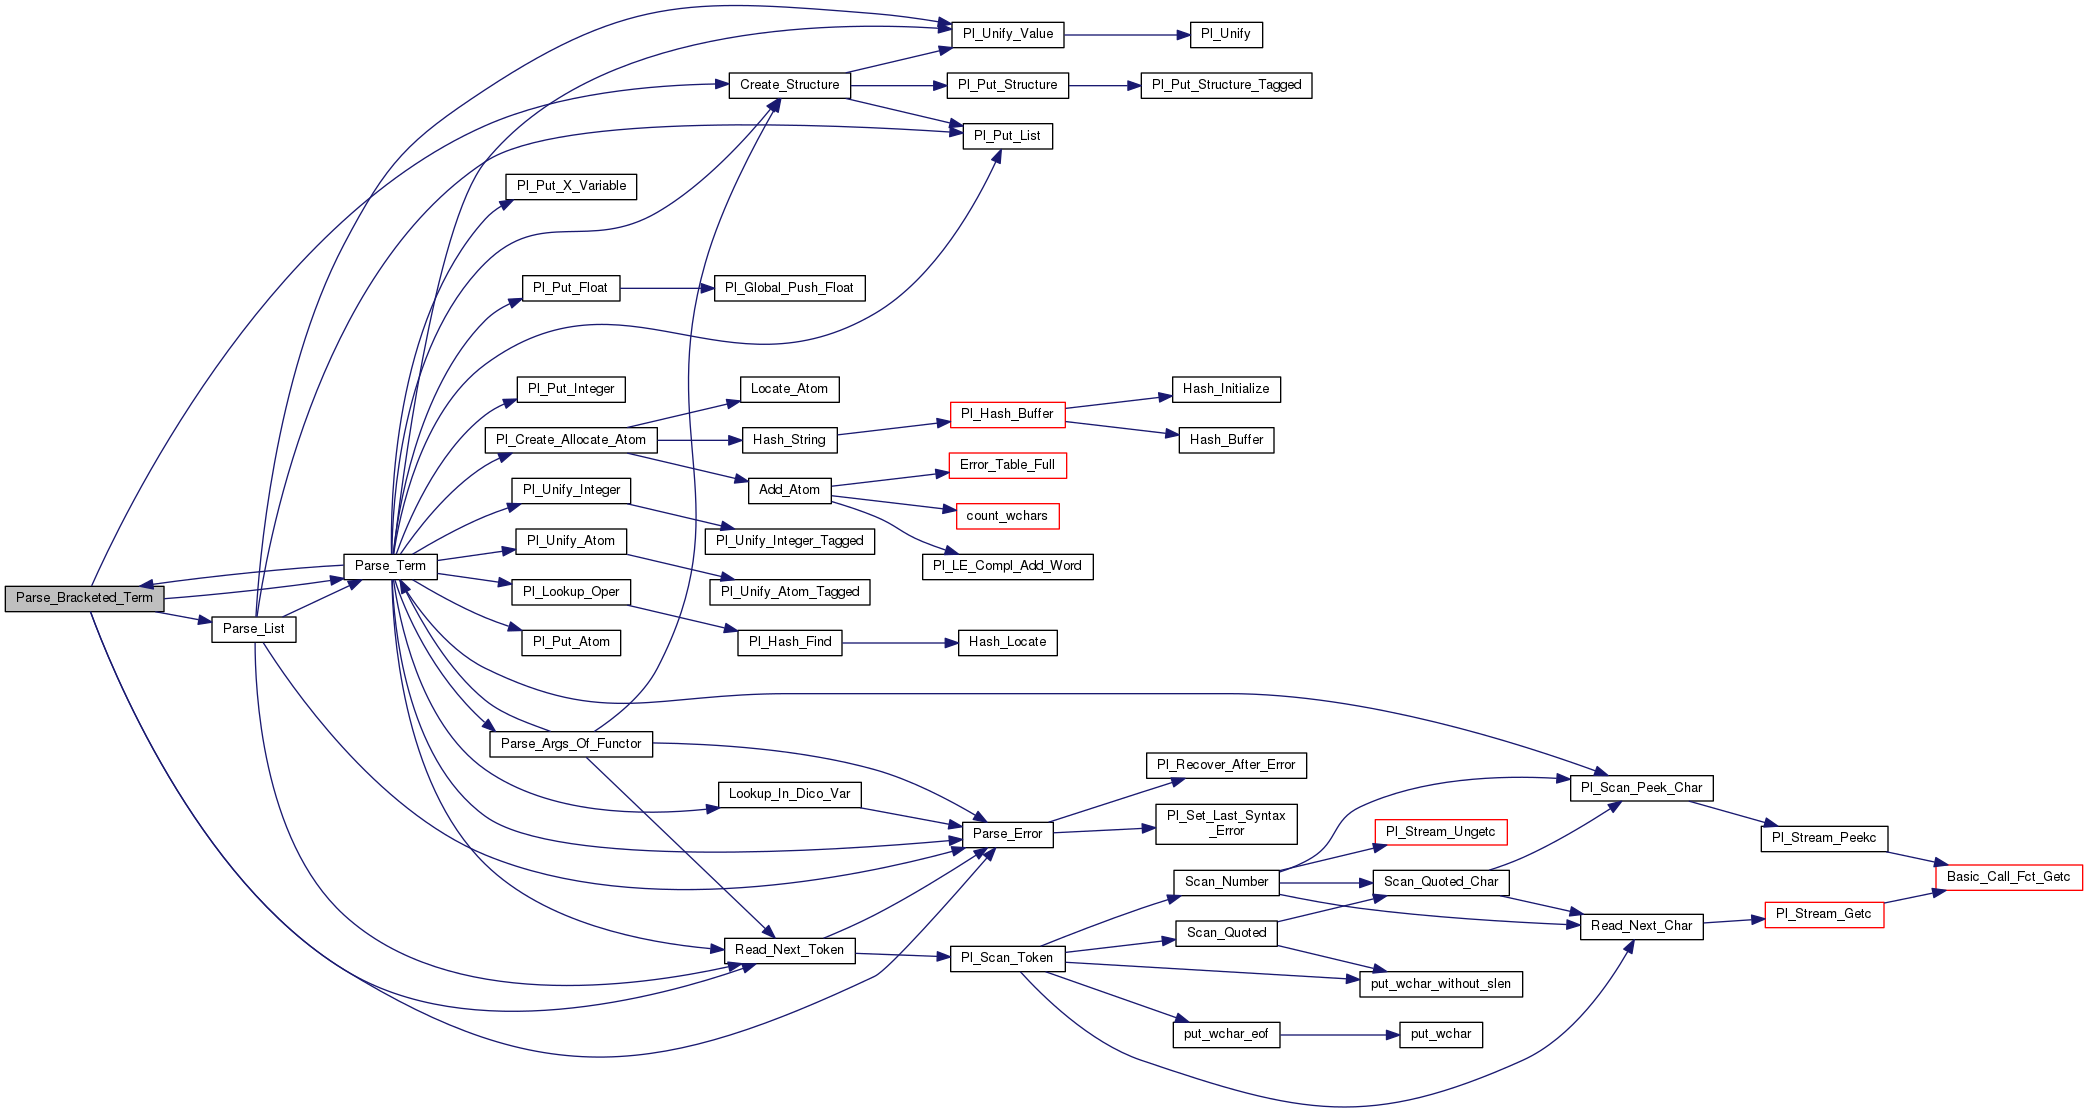 Pl_Unify_Value
Pl_Unify
Create_Structure
Pl_Put_Structure
Pl_Put_Structure_Tagged
Pl_Put_List
Pl_Put_X_Variable
Pl_Put_Float
Pl_Global_Push_Float
Pl_Put_Integer
Locate_Atom
Hash_Initialize
Pl_Hash_Buffer
Pl_Create_Allocate_Atom
Hash_String
Hash_Buffer
Error_Table_Full
Pl_Unify_Integer
Add_Atom
count_wchars
Pl_Unify_Atom
Pl_Unify_Integer_Tagged
Parse_Term
Pl_LE_Compl_Add_Word
Parse_Bracketed_Term
Pl_Lookup_Oper
Pl_Unify_Atom_Tagged
Parse_List
Pl_Put_Atom
Pl_Hash_Find
Hash_Locate
Parse_Args_Of_Functor
Pl_Recover_After_Error
Pl_Scan_Peek_Char
Lookup_In_Dico_Var
Pl_Set_Last_Syntax
_Error
Parse_Error
Pl_Stream_Ungetc
Pl_Stream_Peekc
Scan_Number
Scan_Quoted_Char
Basic_Call_Fct_Getc
Pl_Stream_Getc
Scan_Quoted
Read_Next_Char
Read_Next_Token
Pl_Scan_Token
put_wchar_without_slen
put_wchar_eof
put_wchar